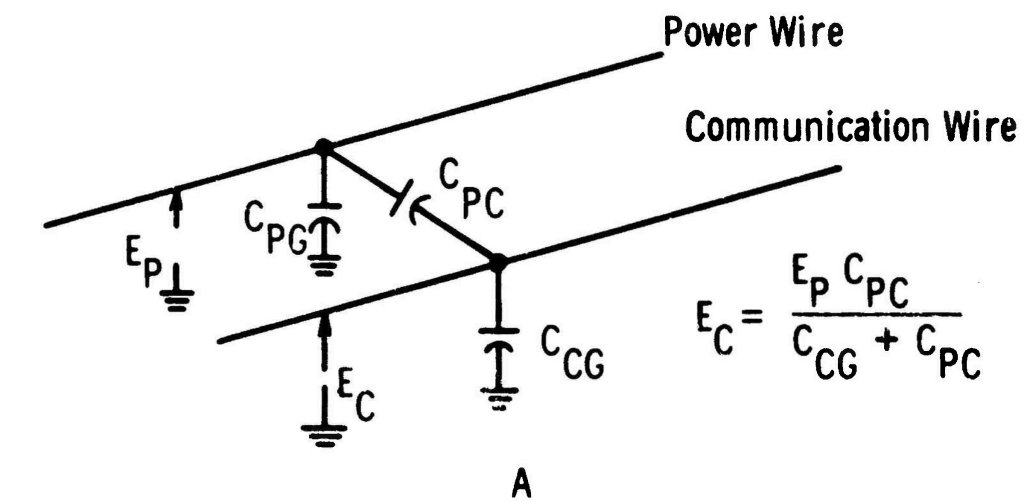 Power Wire
Communication Wire
C_PC
C_PG
E_P
E_C = E_P C_PC / C_CG + C_PC
C_CG
E_C
A